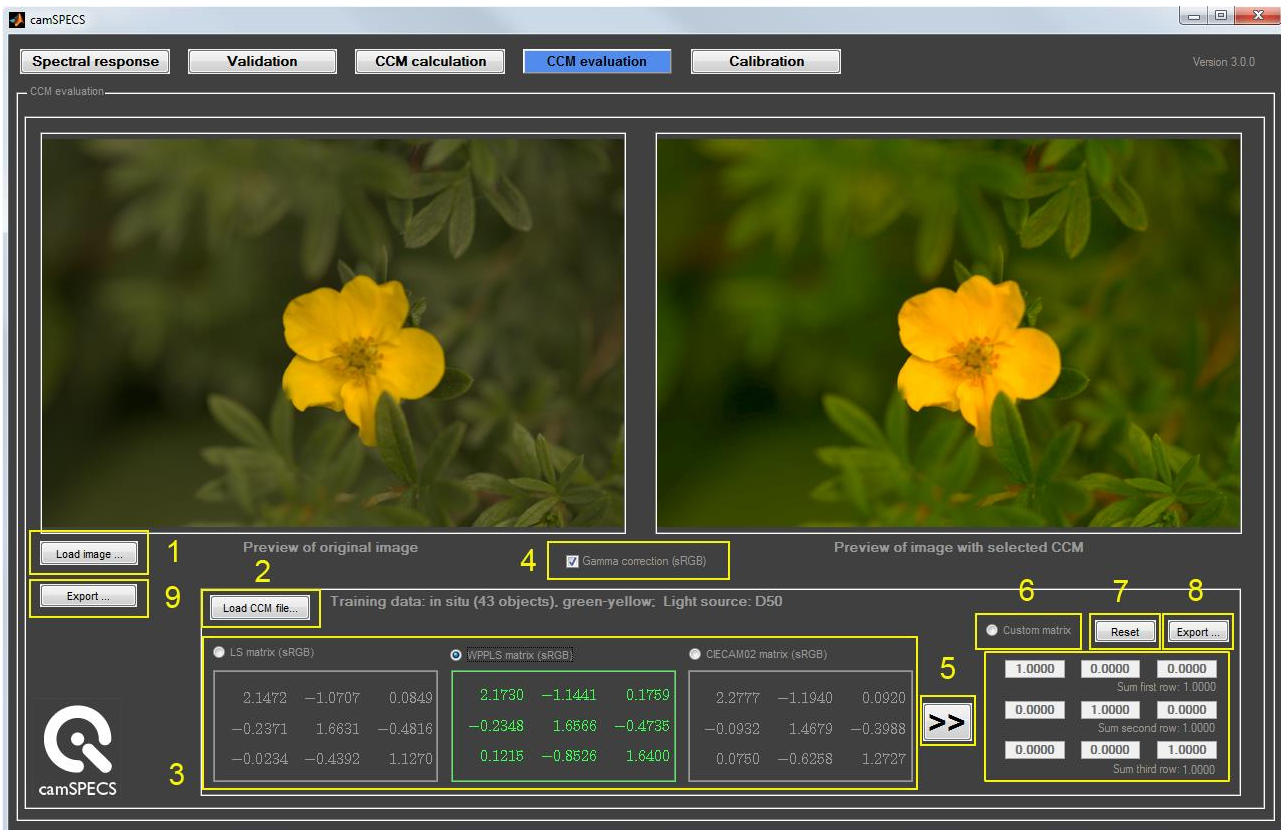 camSPECS
Spectral response
Validation
CCM calculation
CCM evaluation
Calibration
Version 3.0.0
CCM evaluation
Load image ...
1
Preview of original image
4
Gamma correction (sRGB)
Preview of image with selected CCM
Export ...
9
2
Load CCM file...
Training data: in situ (43 objects), green-yellow; Light source: D50
6
7
8
Custom matrix
Reset
Export ...
LS matrix (sRGB)
WPPLS matrix (sRGB)
CIECAM02 matrix (sRGB)
2.1472 −1.0707 0.0849
−0.2371 1.6631 −0.4816
−0.0234 −0.4392 1.1270
2.1730 −1.1441 0.1759
−0.2348 1.6566 −0.4735
0.1215 −0.8526 1.6400
2.2777 −1.1940 0.0920
−0.0932 1.4679 −0.3988
0.0750 −0.6258 1.2727
3
5
>>
1.0000 0.0000 0.0000
Sum first row: 1.0000
0.0000 1.0000 0.0000
Sum second row: 1.0000
0.0000 0.0000 1.0000
Sum third row: 1.0000
camSPECS